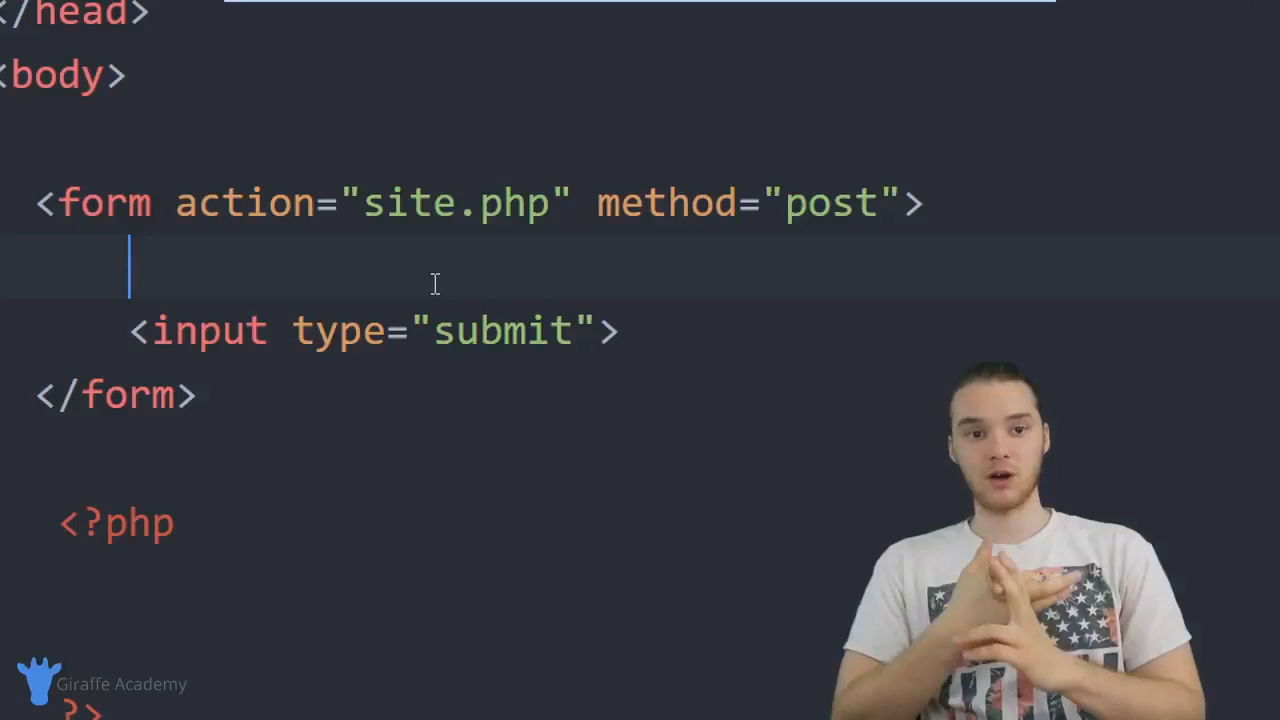 </head>
<body>
<form action="site.php" method="post">
<input type="submit">
</form>
<?php
Giraffe Academy
?>